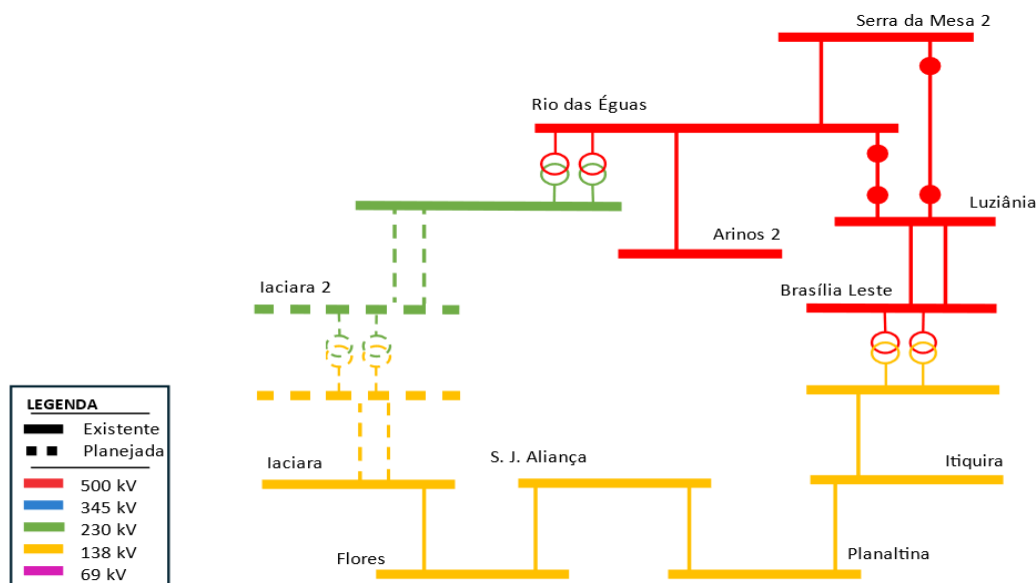 Serra da Mesa 2
Rio das Éguas
Luziânia
Arinos 2
Iaciara 2
Brasília Leste
LEGENDA
Existente
Planejada
500 kV
345 kV
230 kV
138 kV
69 kV
Iaciara
S. J. Aliança
Itiquira
Flores
Planaltina